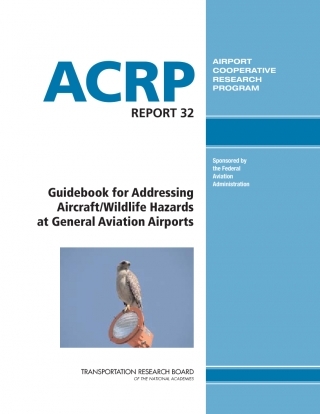 ACRP
REPORT 32
AIRPORT
COOPERATIVE
RESEARCH
PROGRAM
Sponsored by
the Federal
Aviation
Administration
Guidebook for Addressing
Aircraft/Wildlife Hazards
at General Aviation Airports
TRANSPORTATION RESEARCH BOARD
OF THE NATIONAL ACADEMIES